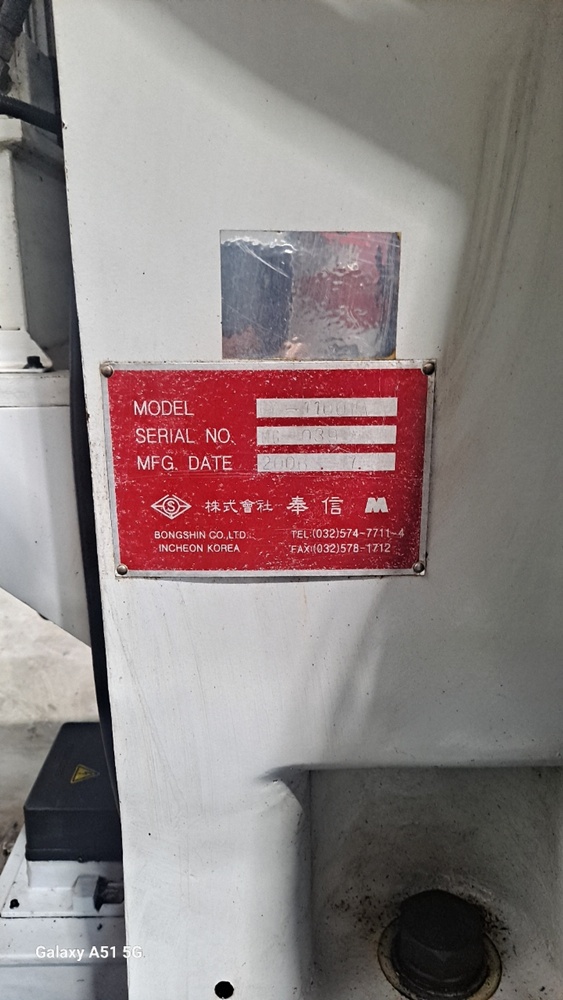 MODEL
SERIAL NO.
MFG. DATE 2006
S 株式會社 奉信 M
BONGSHIN CO.,LTD. TEL:(032)574-7711-4
INCHEON KOREA FAX:(032)578-1712
Galaxy A51 5G